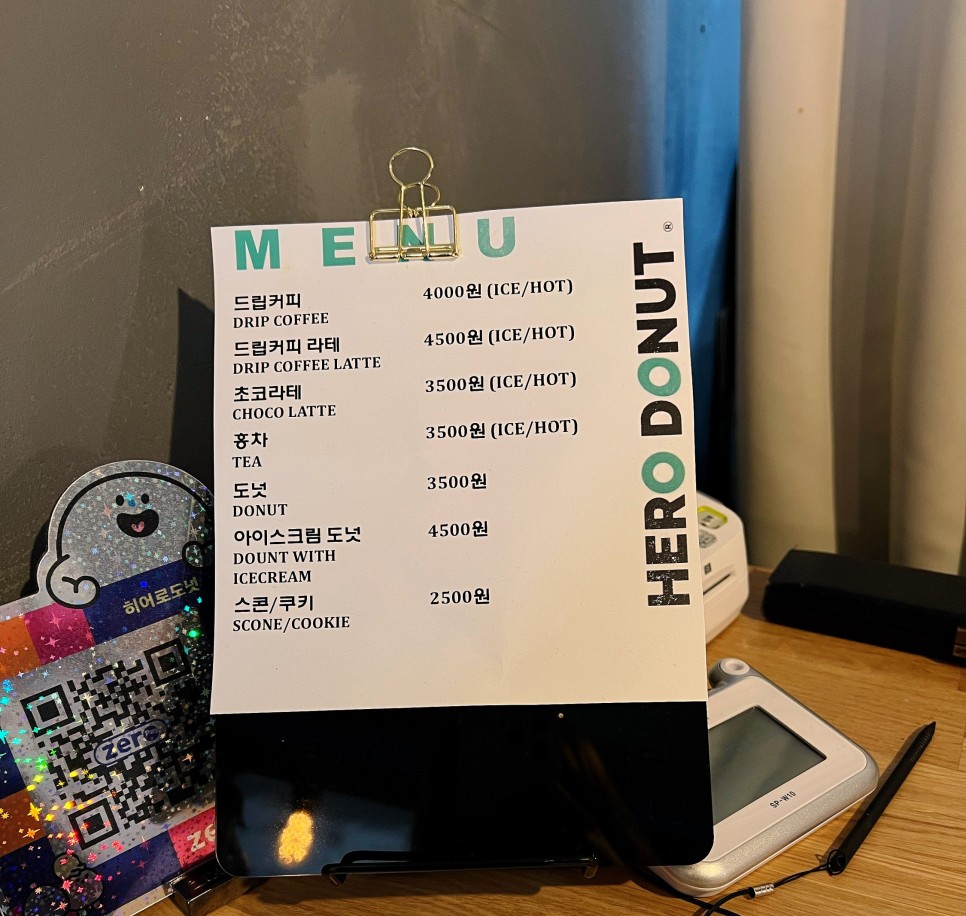 MENU
드립커피 4000원 (ICE/HOT)
DRIP COFFEE
드립커피 라테 4500원 (ICE/HOT)
DRIP COFFEE LATTE
초코라테 3500원 (ICE/HOT)
CHOCO LATTE
홍차 3500원 (ICE/HOT)
TEA
도넛 3500원
DONUT
아이스크림 도넛 4500원
DOUNT WITH
ICECREAM
스콘/쿠키 2500원
SCONE/COOKIE
HERO DONUT ®
히어로도넛
zero
SP-W10